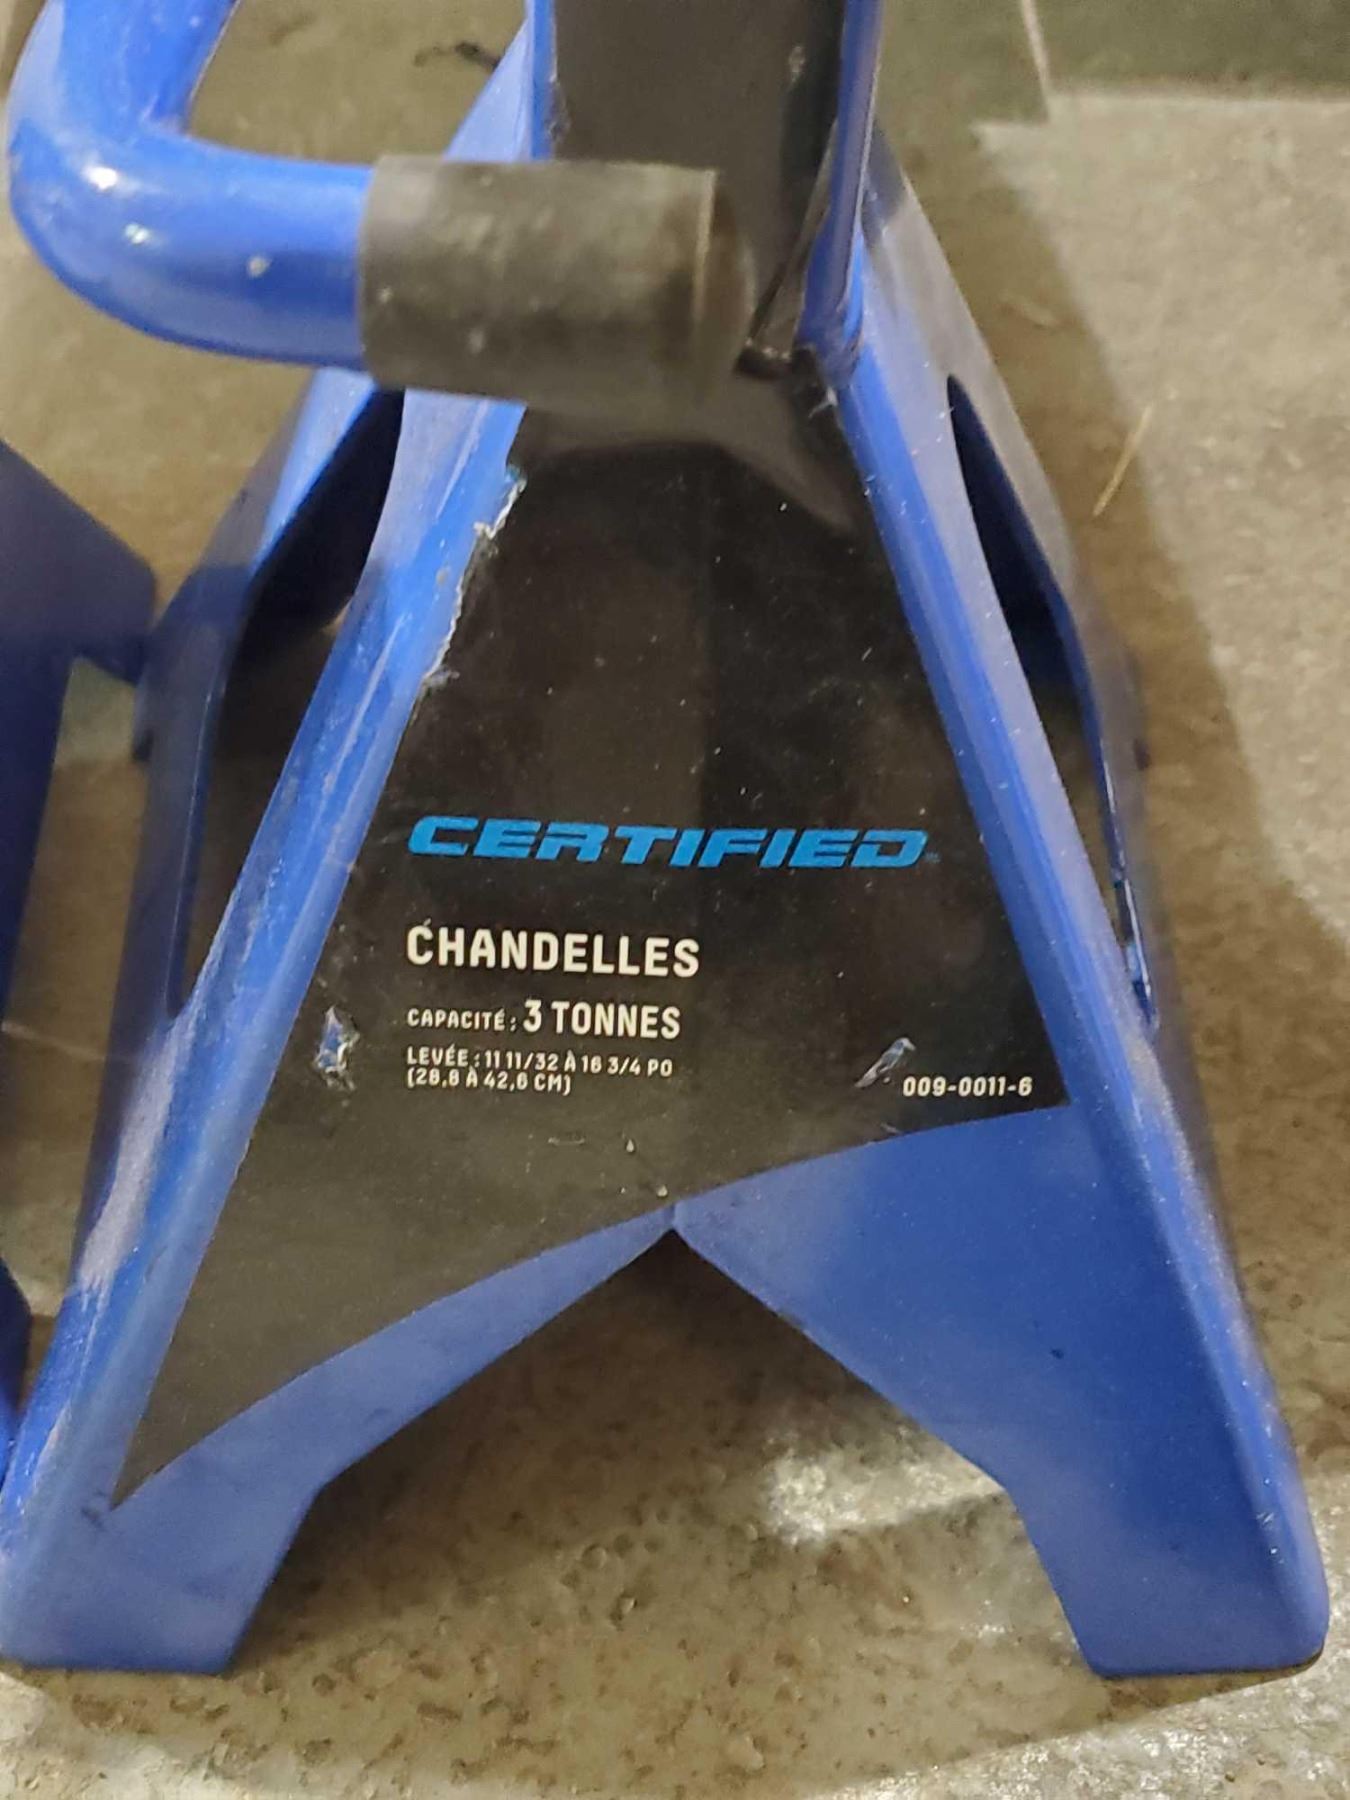 CERTIFIED
CHANDELLES
CAPACITÉ : 3 TONNES
LEVÉE : 11 11/32 À 16 3/4 PO
(28,8 À 42,6 CM)
009-0011-6